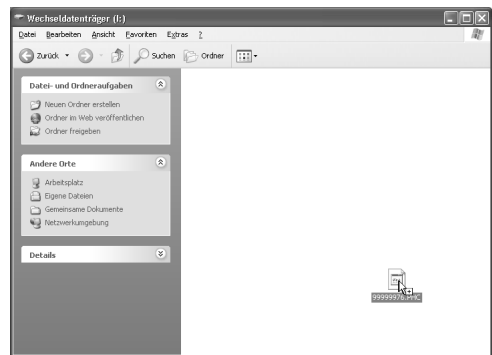 Wechseldatenträger (I:)
Datei Bearbeiten Ansicht Favoriten Extras ?
Zurück Suchen Ordner
Datei- und Ordneraufgaben
Neuen Ordner erstellen
Ordner im Web veröffentlichen
Ordner freigeben
Andere Orte
Arbeitsplatz
Eigene Dateien
Gemeinsame Dokumente
Netzwerkumgebung
Details